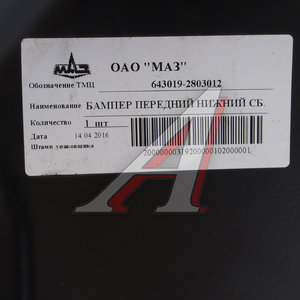 МАЗ
ОАО "МАЗ"
Обозначение ТМЦ 643019-2803012
Наименование БАМПЕР ПЕРЕДНИЙ НИЖНИЙ СБ.
Количество 1 шт
Дата 14.04.2016
Штамп упаковщика